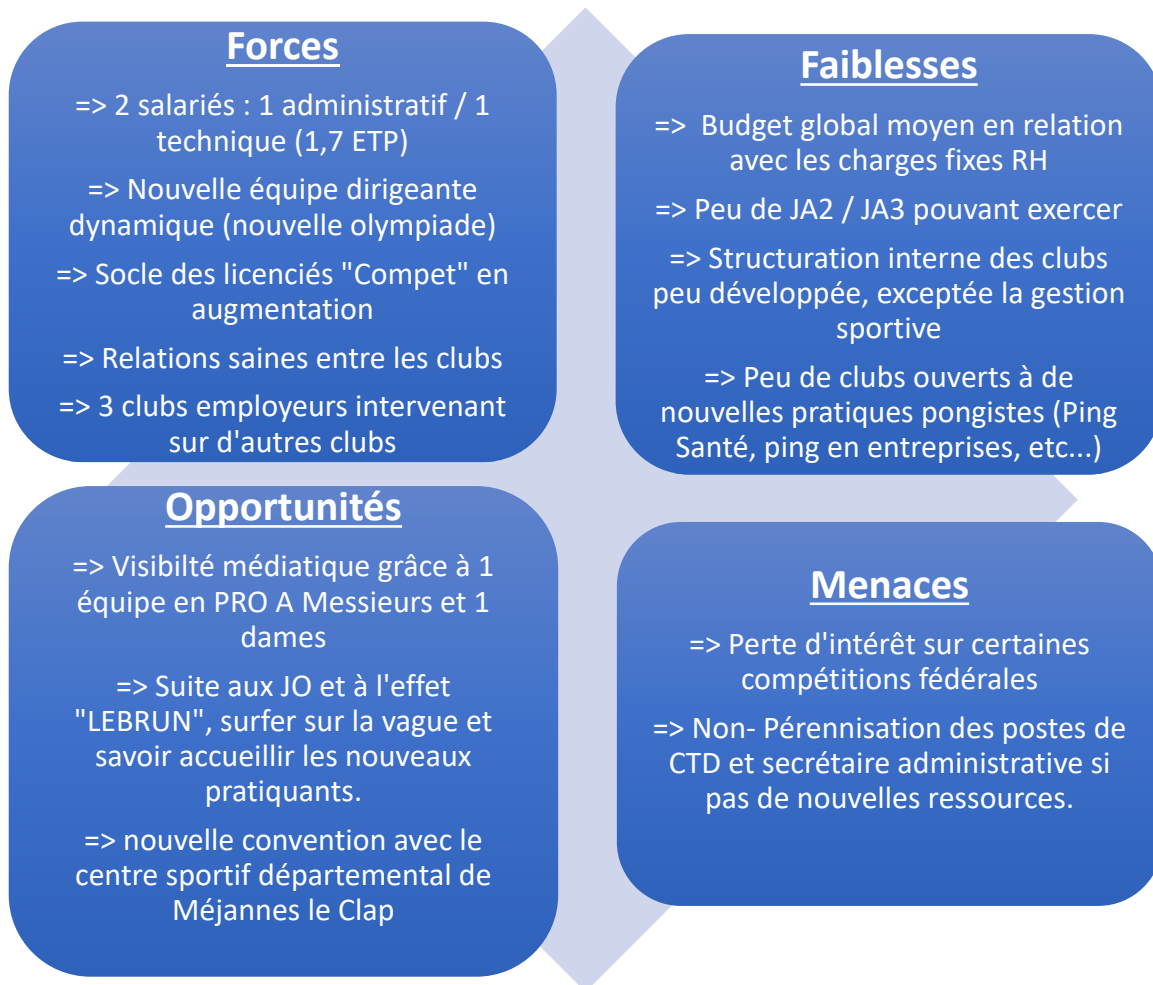 Forces
=> 2 salariés : 1 administratif / 1
technique (1,7 ETP)
=> Nouvelle équipe dirigeante
dynamique (nouvelle olympiade)
=> Socle des licenciés "Compet" en
augmentation
=> Relations saines entre les clubs
=> 3 clubs employeurs intervenant
sur d'autres clubs
Faiblesses
=> Budget global moyen en relation
avec les charges fixes RH
=> Peu de JA2 / JA3 pouvant exercer
=> Structuration interne des clubs
peu développée, exceptée la gestion
sportive
=> Peu de clubs ouverts à de
nouvelles pratiques pongistes (Ping
Santé, ping en entreprises, etc...)
Opportunités
=> Visibilté médiatique grâce à 1
équipe en PRO A Messieurs et 1
dames
=> Suite aux JO et à l'effet
"LEBRUN", surfer sur la vague et
savoir accueillir les nouveaux
pratiquants.
=> nouvelle convention avec le
centre sportif départemental de
Méjannes le Clap
Menaces
=> Perte d'intérêt sur certaines
compétitions fédérales
=> Non- Pérennisation des postes de
CTD et secrétaire administrative si
pas de nouvelles ressources.